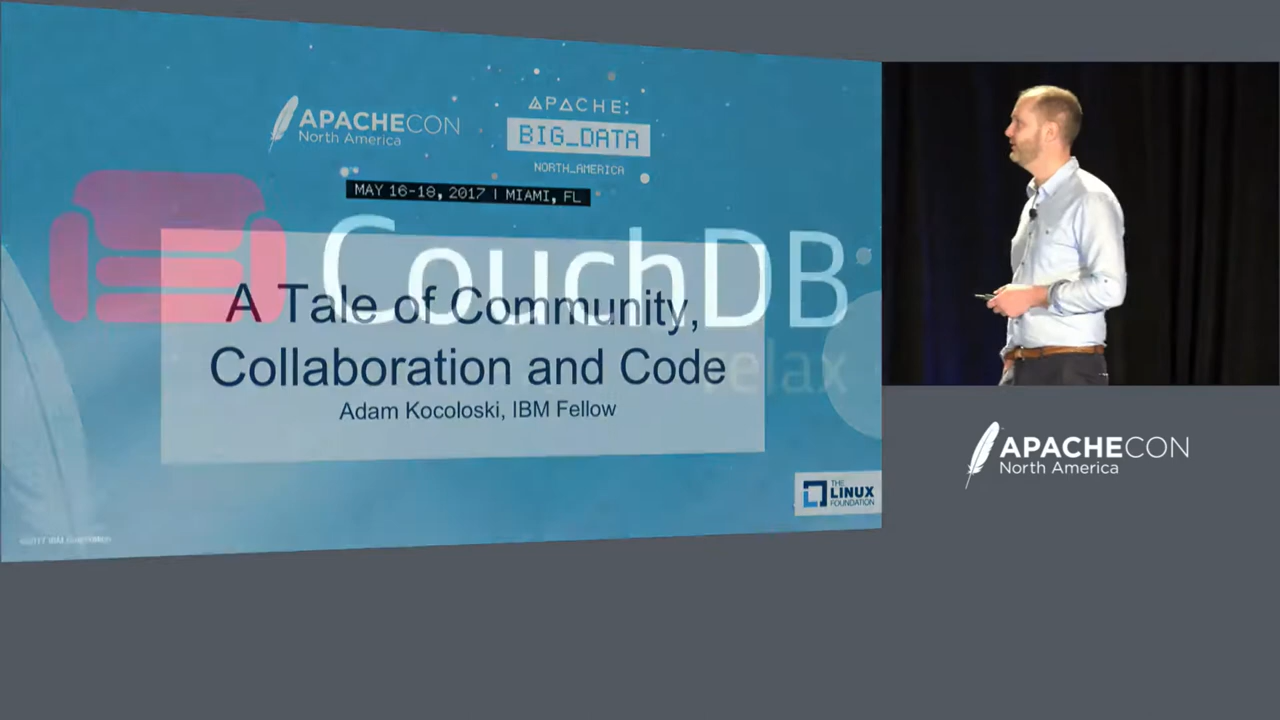 APACHECON
North America
APACHE:
BIG_DATA
NORTH_AMERICA
MAY 16-18, 2017 | MIAMI, FL
CouchDB
relax
A Tale of Community,
Collaboration and Code
Adam Kocoloski, IBM Fellow
THE
LINUX
FOUNDATION
APACHECON
North America